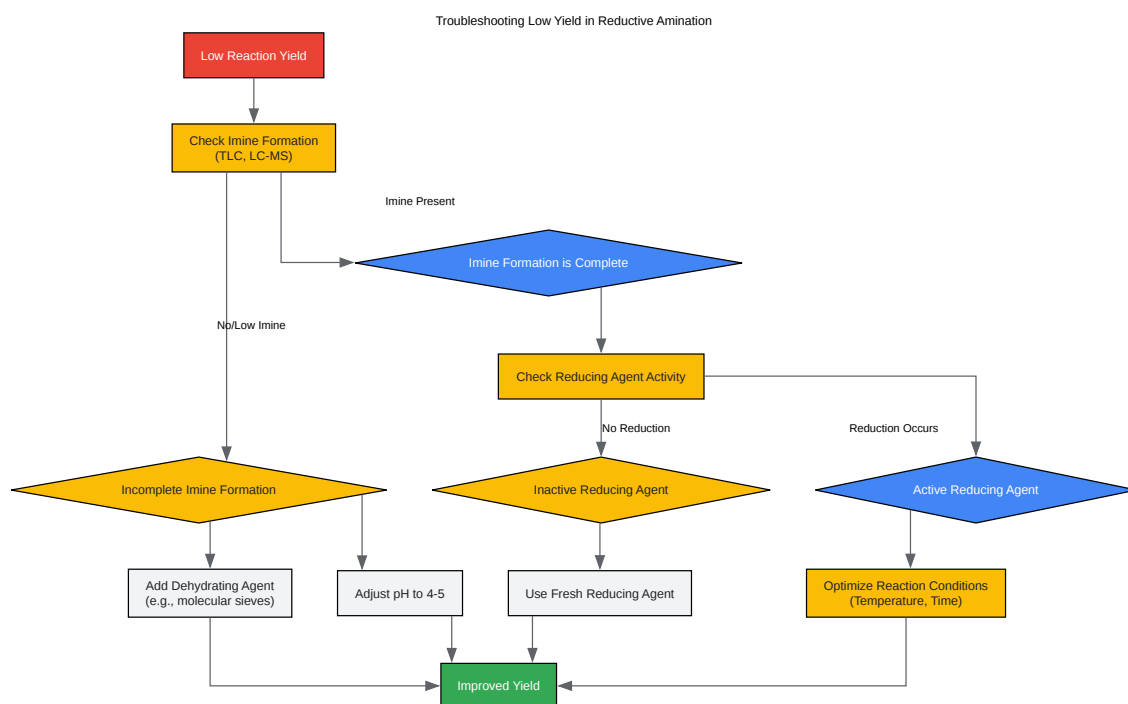 Troubleshooting Low Yield in Reductive Amination
Low Reaction Yield
Check Imine Formation
(TLC, LC-MS)
Imine Present
Imine Formation is Complete
No/Low Imine
Check Reducing Agent Activity
No Reduction
Reduction Occurs
Incomplete Imine Formation
Inactive Reducing Agent
Active Reducing Agent
Add Dehydrating Agent
(e.g., molecular sieves)
Adjust pH to 4-5
Use Fresh Reducing Agent
Optimize Reaction Conditions
(Temperature, Time)
Improved Yield